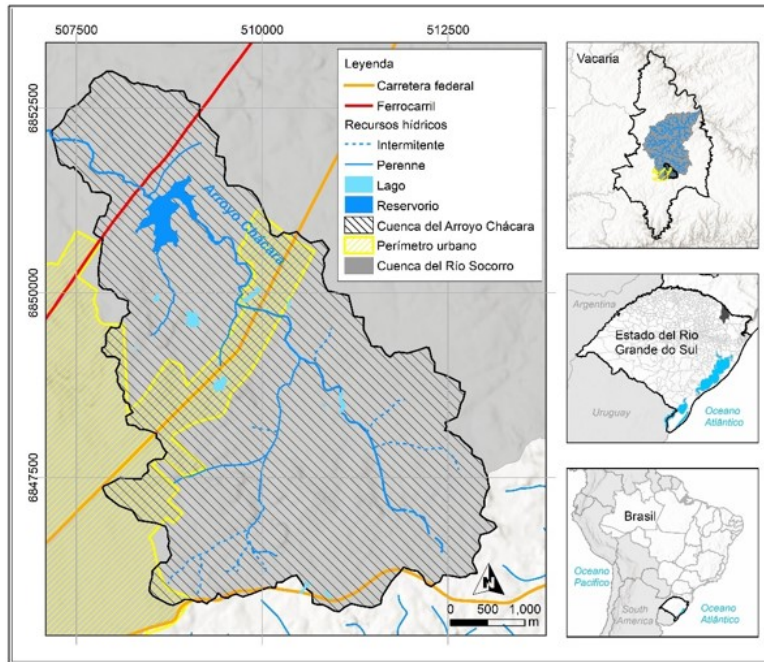 507500
510000
512500
6852500
6850000
6847500
Leyenda
Carretera federal
Ferrocarril
Recursos hídricos
Intermitente
Perenne
Lago
Reservorio
Cuenca del Arroyo Chácara
Perímetro urbano
Cuenca del Río Socorro
Arroyo Chácara
N
0 500 1,000
m
Vacaria
Argentina
Estado del Rio
Grande do Sul
Uruguay
Oceano
Atlântico
Brasil
Oceano
Pacífico
South
America
Oceano
Atlântico